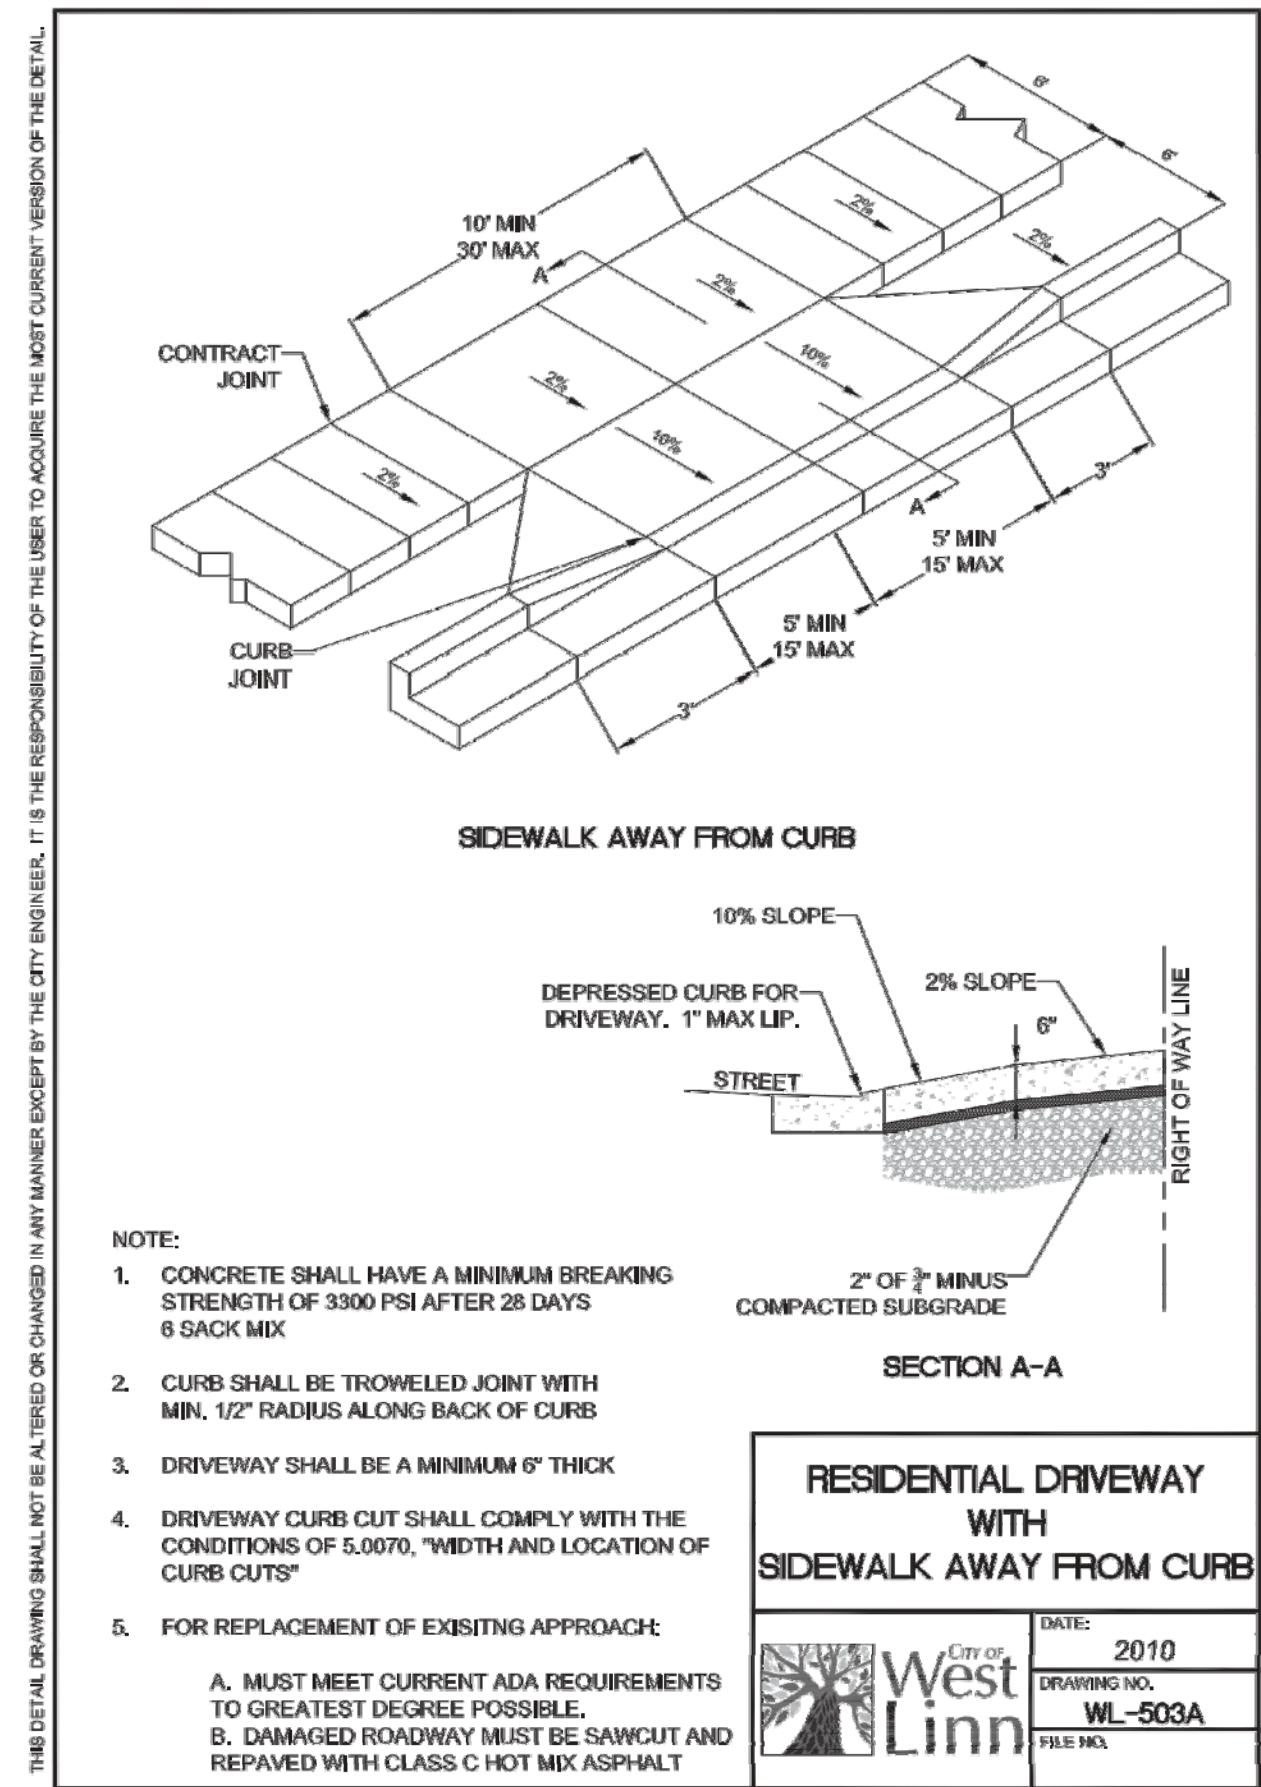 THIS DETAIL DRAWING SHALL NOT BE ALTERED OR CHANGED IN ANY MANNER EXCEPT BY THE CITY ENGINEER. IT IS THE RESPONSIBILITY OF THE USER TO ACQUIRE THE MOST CURRENT VERSION OF THE DETAIL.
6'
6'
10' MIN
30' MAX
A
2%
2%
2%
10%
CONTRACT
JOINT
2%
10%
2%
A
3'
5' MIN
15' MAX
5' MIN
15' MAX
CURB
JOINT
3'
SIDEWALK AWAY FROM CURB
10% SLOPE
2% SLOPE
DEPRESSED CURB FOR
DRIVEWAY. 1" MAX LIP.
6"
STREET
RIGHT OF WAY LINE
2" OF 3/4" MINUS
COMPACTED SUBGRADE
SECTION A-A
NOTE:
1. CONCRETE SHALL HAVE A MINIMUM BREAKING
STRENGTH OF 3300 PSI AFTER 28 DAYS
6 SACK MIX
2. CURB SHALL BE TROWELED JOINT WITH
MIN. 1/2" RADIUS ALONG BACK OF CURB
3. DRIVEWAY SHALL BE A MINIMUM 6" THICK
4. DRIVEWAY CURB CUT SHALL COMPLY WITH THE
CONDITIONS OF 5.0070, "WIDTH AND LOCATION OF
CURB CUTS"
5. FOR REPLACEMENT OF EXISITNG APPROACH:
A. MUST MEET CURRENT ADA REQUIREMENTS
TO GREATEST DEGREE POSSIBLE.
B. DAMAGED ROADWAY MUST BE SAWCUT AND
REPAVED WITH CLASS C HOT MIX ASPHALT
RESIDENTIAL DRIVEWAY
WITH
SIDEWALK AWAY FROM CURB
CITY OF
West
Linn
DATE:
2010
DRAWING NO.
WL-503A
FILE NO.